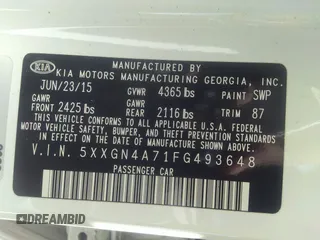 KIA KIA MOTORS MANUFACTURING GEORGIA, INC.
JUN/23/15 GVWR 4365 lbs PAINT SWP
GAWR FRONT 2425 lbs GAWR REAR 2116 lbs TRIM 87
THIS VEHICLE CONFORMS TO ALL APPLICABLE FEDERAL MOTOR VEHICLE SAFETY, BUMPER, AND THEFT PREVENTION STANDARDS IN EFFECT ON THE DATE OF MANUFACTURE SHOWN ABOVE.
V.I.N. 5XXGN4A71FG493648
PASSENGER CAR
DREAMBID